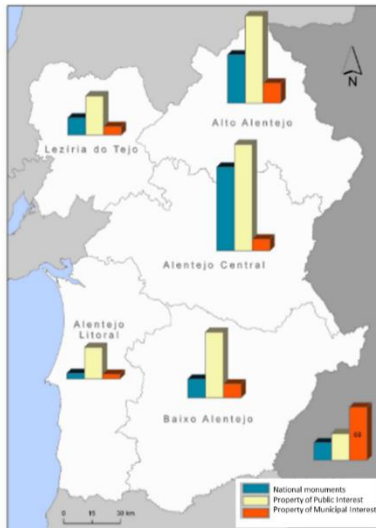 N
Alto Alentejo
Lezíria do Tejo
Alentejo Central
Alentejo
Litoral
Baixo Alentejo
60
National monuments
Property of Public Interest
Property of Municipal Interest
0 15 30 km